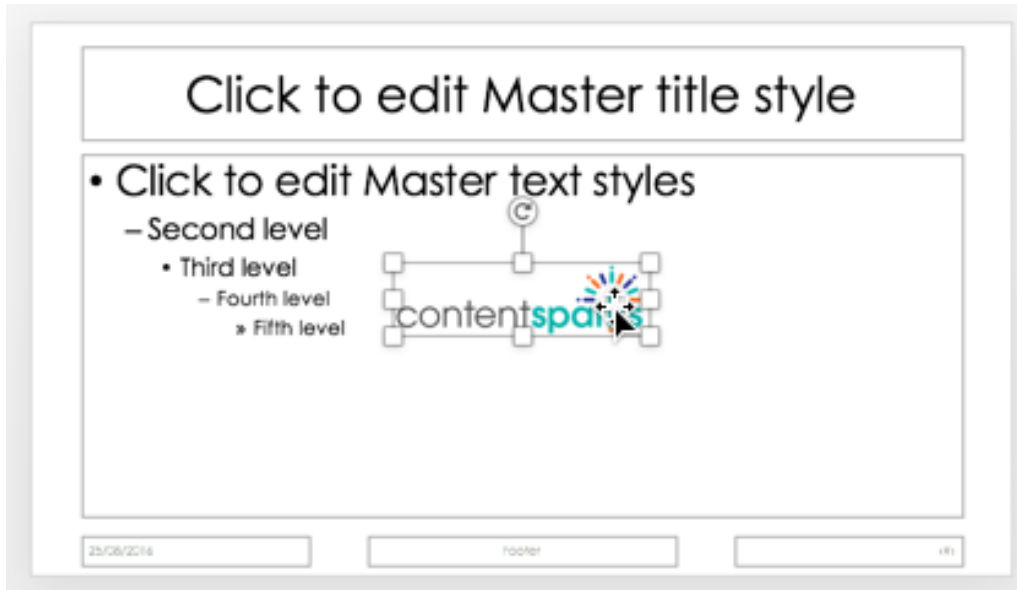 Click to edit Master title style
• Click to edit Master text styles
– Second level
• Third level
– Fourth level
» Fifth level
25/08/2016
Footer
‹#›